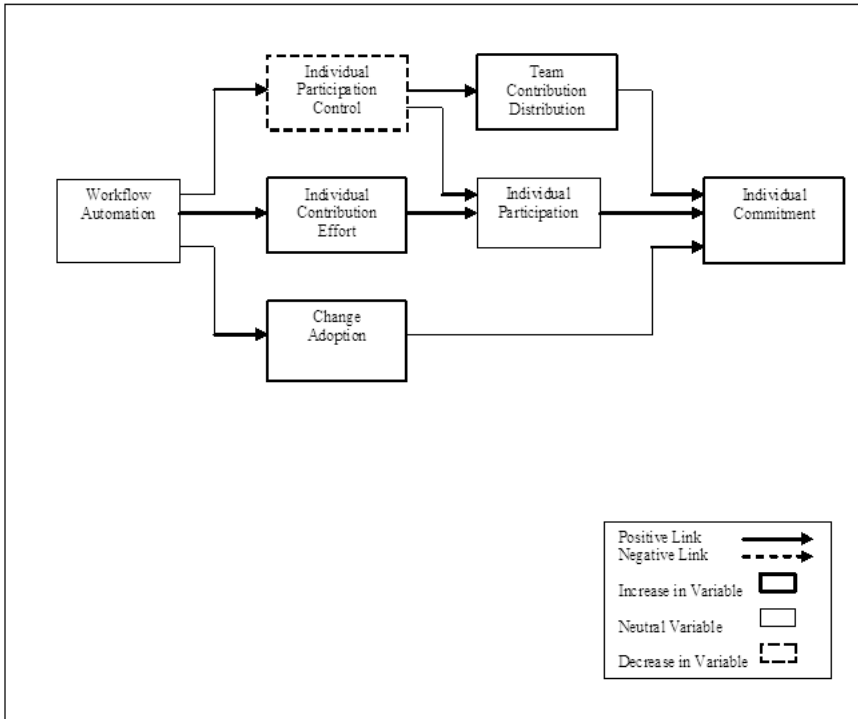 Individual
Participation
Control
Team
Contribution
Distribution
Workflow
Automation
Individual
Contribution
Effort
Individual
Participation
Individual
Commitment
Change
Adoption
Positive Link
Negative Link
Increase in Variable
Neutral Variable
Decrease in Variable